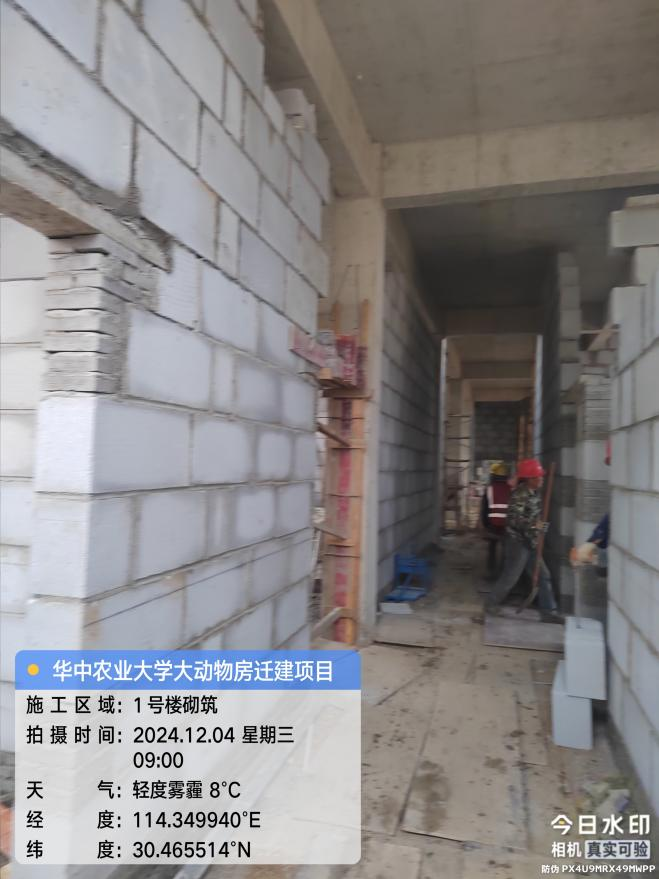 华中农业大学大动物房迁建项目
施工区域：1号楼砌筑
拍摄时间：2024.12.04 星期三
09:00
天气：轻度雾霾 8°C
经度：114.349940°E
纬度：30.465514°N
今日水印
相机 真实可验
防伪 PX4U9MRX49MWPP